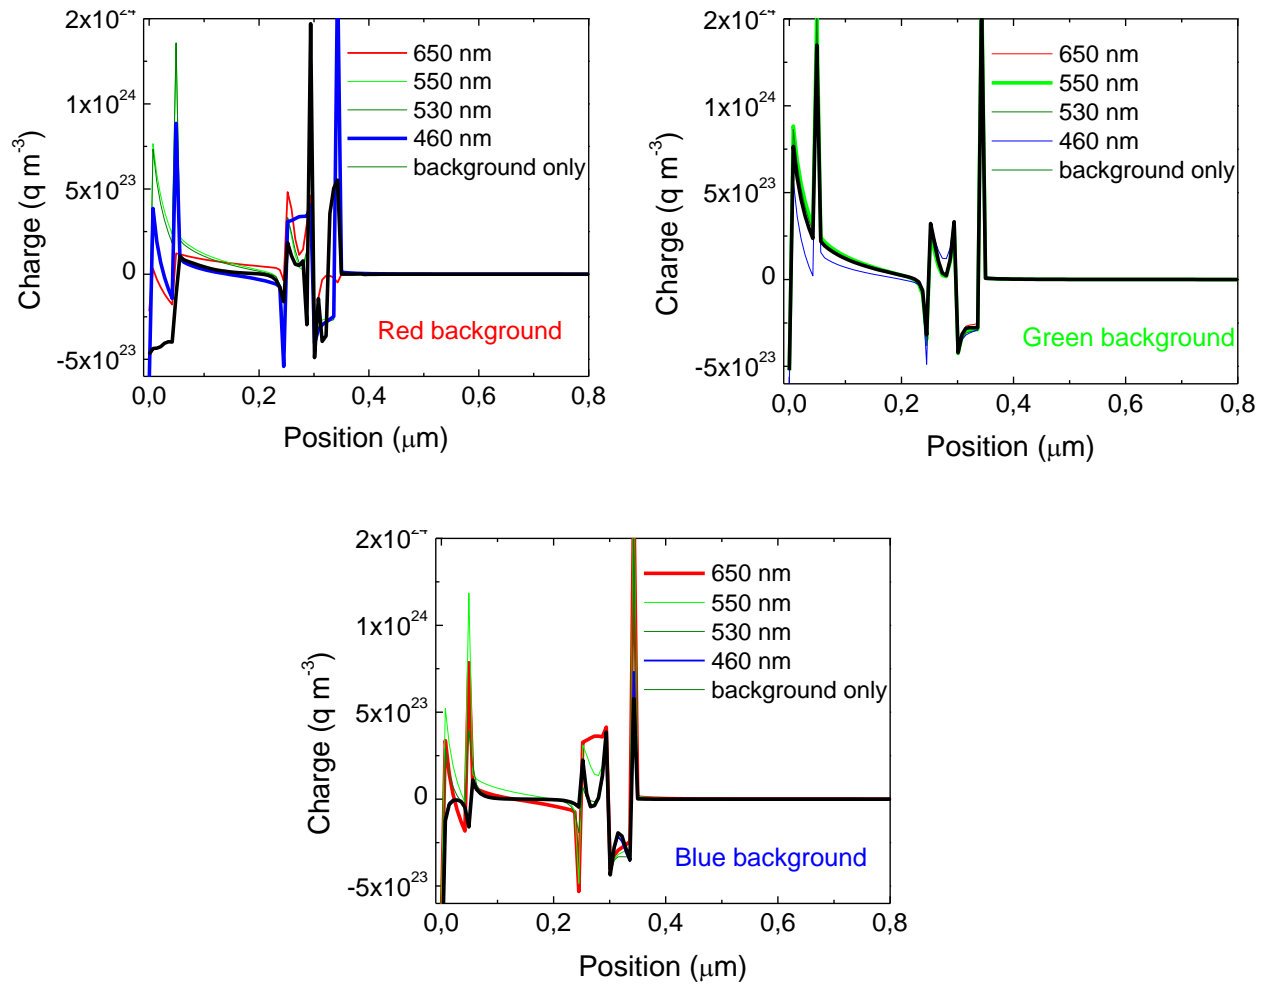 2x10^24
1x10^24
5x10^23
0
-5x10^23
Charge (q m^-3)
650 nm
550 nm
530 nm
460 nm
background only
Red background
0,0 0,2 0,4 0,6 0,8
Position (μm)
2x10^24
1x10^24
5x10^23
0
-5x10^23
Charge (q m^-3)
650 nm
550 nm
530 nm
460 nm
background only
Green background
0,0 0,2 0,4 0,6 0,8
Position (μm)
2x10^24
1x10^24
5x10^23
0
-5x10^23
Charge (q m^-3)
650 nm
550 nm
530 nm
460 nm
background only
Blue background
0,0 0,2 0,4 0,6 0,8
Position (μm)